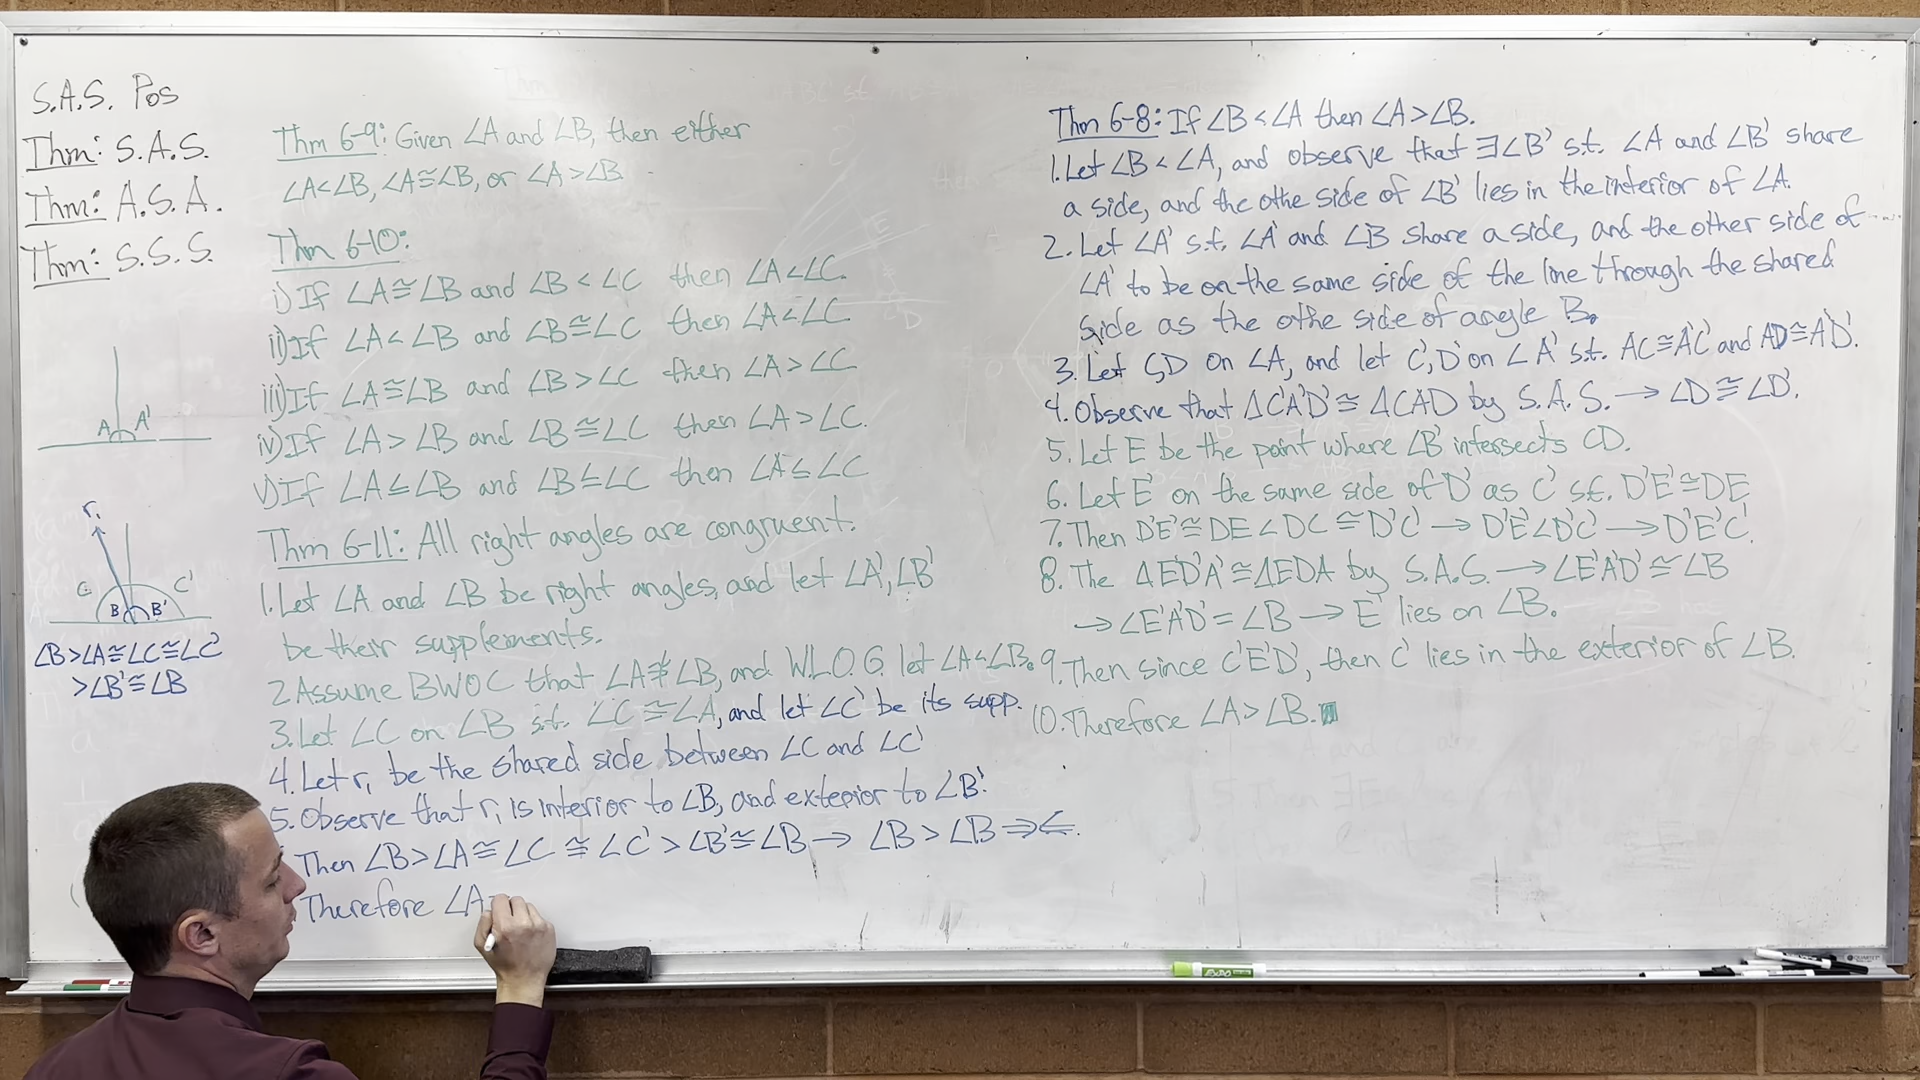 S.A.S. Pos
Thm: S.A.S.
Thm: A.S.A.
Thm: S.S.S.
A A'
r₁
C C'
B B'
∠B>∠A≅∠C≅∠C'
>∠B'≅∠B
Thm 6-9: Given ∠A and ∠B, then either
∠A<∠B, ∠A≅∠B, or ∠A>∠B.
Thm 6-10:
i) If ∠A≅∠B and ∠B<∠C then ∠A<∠C.
ii) If ∠A<∠B and ∠B≅∠C then ∠A<∠C.
iii) If ∠A≅∠B and ∠B>∠C then ∠A>∠C.
iv) If ∠A>∠B and ∠B≅∠C then ∠A>∠C.
v) If ∠A≤∠B and ∠B≤∠C then ∠A≤∠C
Thm 6-11: All right angles are congruent.
1. Let ∠A and ∠B be right angles, and let ∠A', ∠B'
be their supplements.
2. Assume BWOC that ∠A≇∠B, and W.L.O.G. let ∠A<∠B.
3. Let ∠C on ∠B s.t. ∠C≅∠A, and let ∠C' be its supp.
4. Let r₁ be the shared side between ∠C and ∠C'
5. Observe that r₁ is interior to ∠B, and exterior to ∠B'.
Then ∠B>∠A≅∠C≅∠C'>∠B'≅∠B → ∠B>∠B ⇒⇐.
Therefore ∠A
Thm 6-8: If ∠B<∠A then ∠A>∠B.
1. Let ∠B<∠A, and observe that ∃∠B' s.t. ∠A and ∠B' share
a side, and the othe side of ∠B' lies in the interior of ∠A.
2. Let ∠A' s.t. ∠A' and ∠B share a side, and the other side of
∠A' to be on the same side of the line through the shared
side as the othe side of angle B.
3. Let C,D on ∠A, and let C',D' on ∠A' s.t. AC≅A'C' and AD≅A'D'.
4. Observe that ΔC'A'D'≅ΔCAD by S.A.S. → ∠D≅∠D'.
5. Let E be the point where ∠B' intersects CD.
6. Let E' on the same side of D' as C' s.t. D'E'≅DE
7. Then D'E'≅DE<DC≅D'C' → D'E'<D'C' → D'E'C'.
8. The ΔE'D'A'≅ΔEDA by S.A.S. → ∠E'A'D'≅∠B
→ ∠E'A'D'=∠B → E' lies on ∠B.
9. Then since C'E'D', then C' lies in the exterior of ∠B.
10. Therefore ∠A>∠B.
EXPO